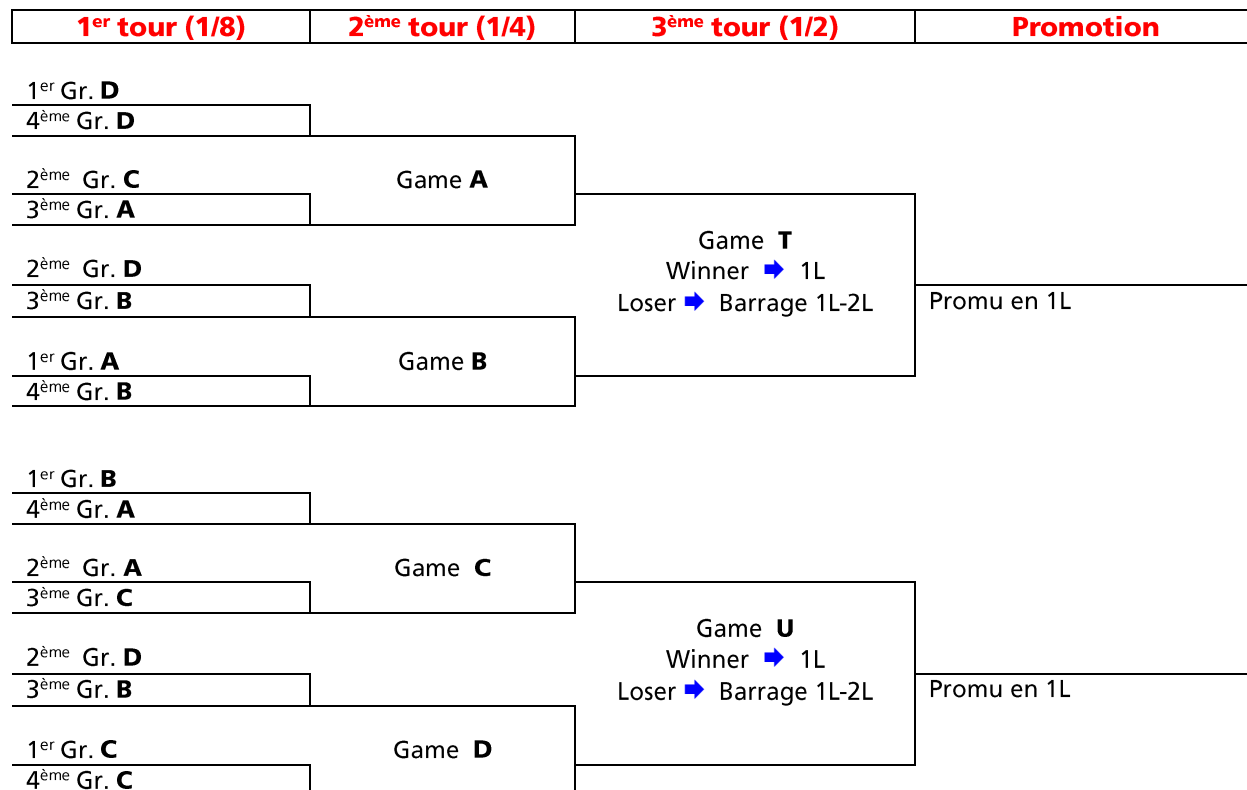 1er tour (1/8) 2ème tour (1/4) 3ème tour (1/2) Promotion
1er Gr. D
4ème Gr. D
2ème Gr. C Game A
3ème Gr. A
Game T
2ème Gr. D Winner ➡ 1L
3ème Gr. B Loser ➡ Barrage 1L-2L Promu en 1L
1er Gr. A Game B
4ème Gr. B
1er Gr. B
4ème Gr. A
2ème Gr. A Game C
3ème Gr. C
Game U
2ème Gr. D Winner ➡ 1L
3ème Gr. B Loser ➡ Barrage 1L-2L Promu en 1L
1er Gr. C Game D
4ème Gr. C